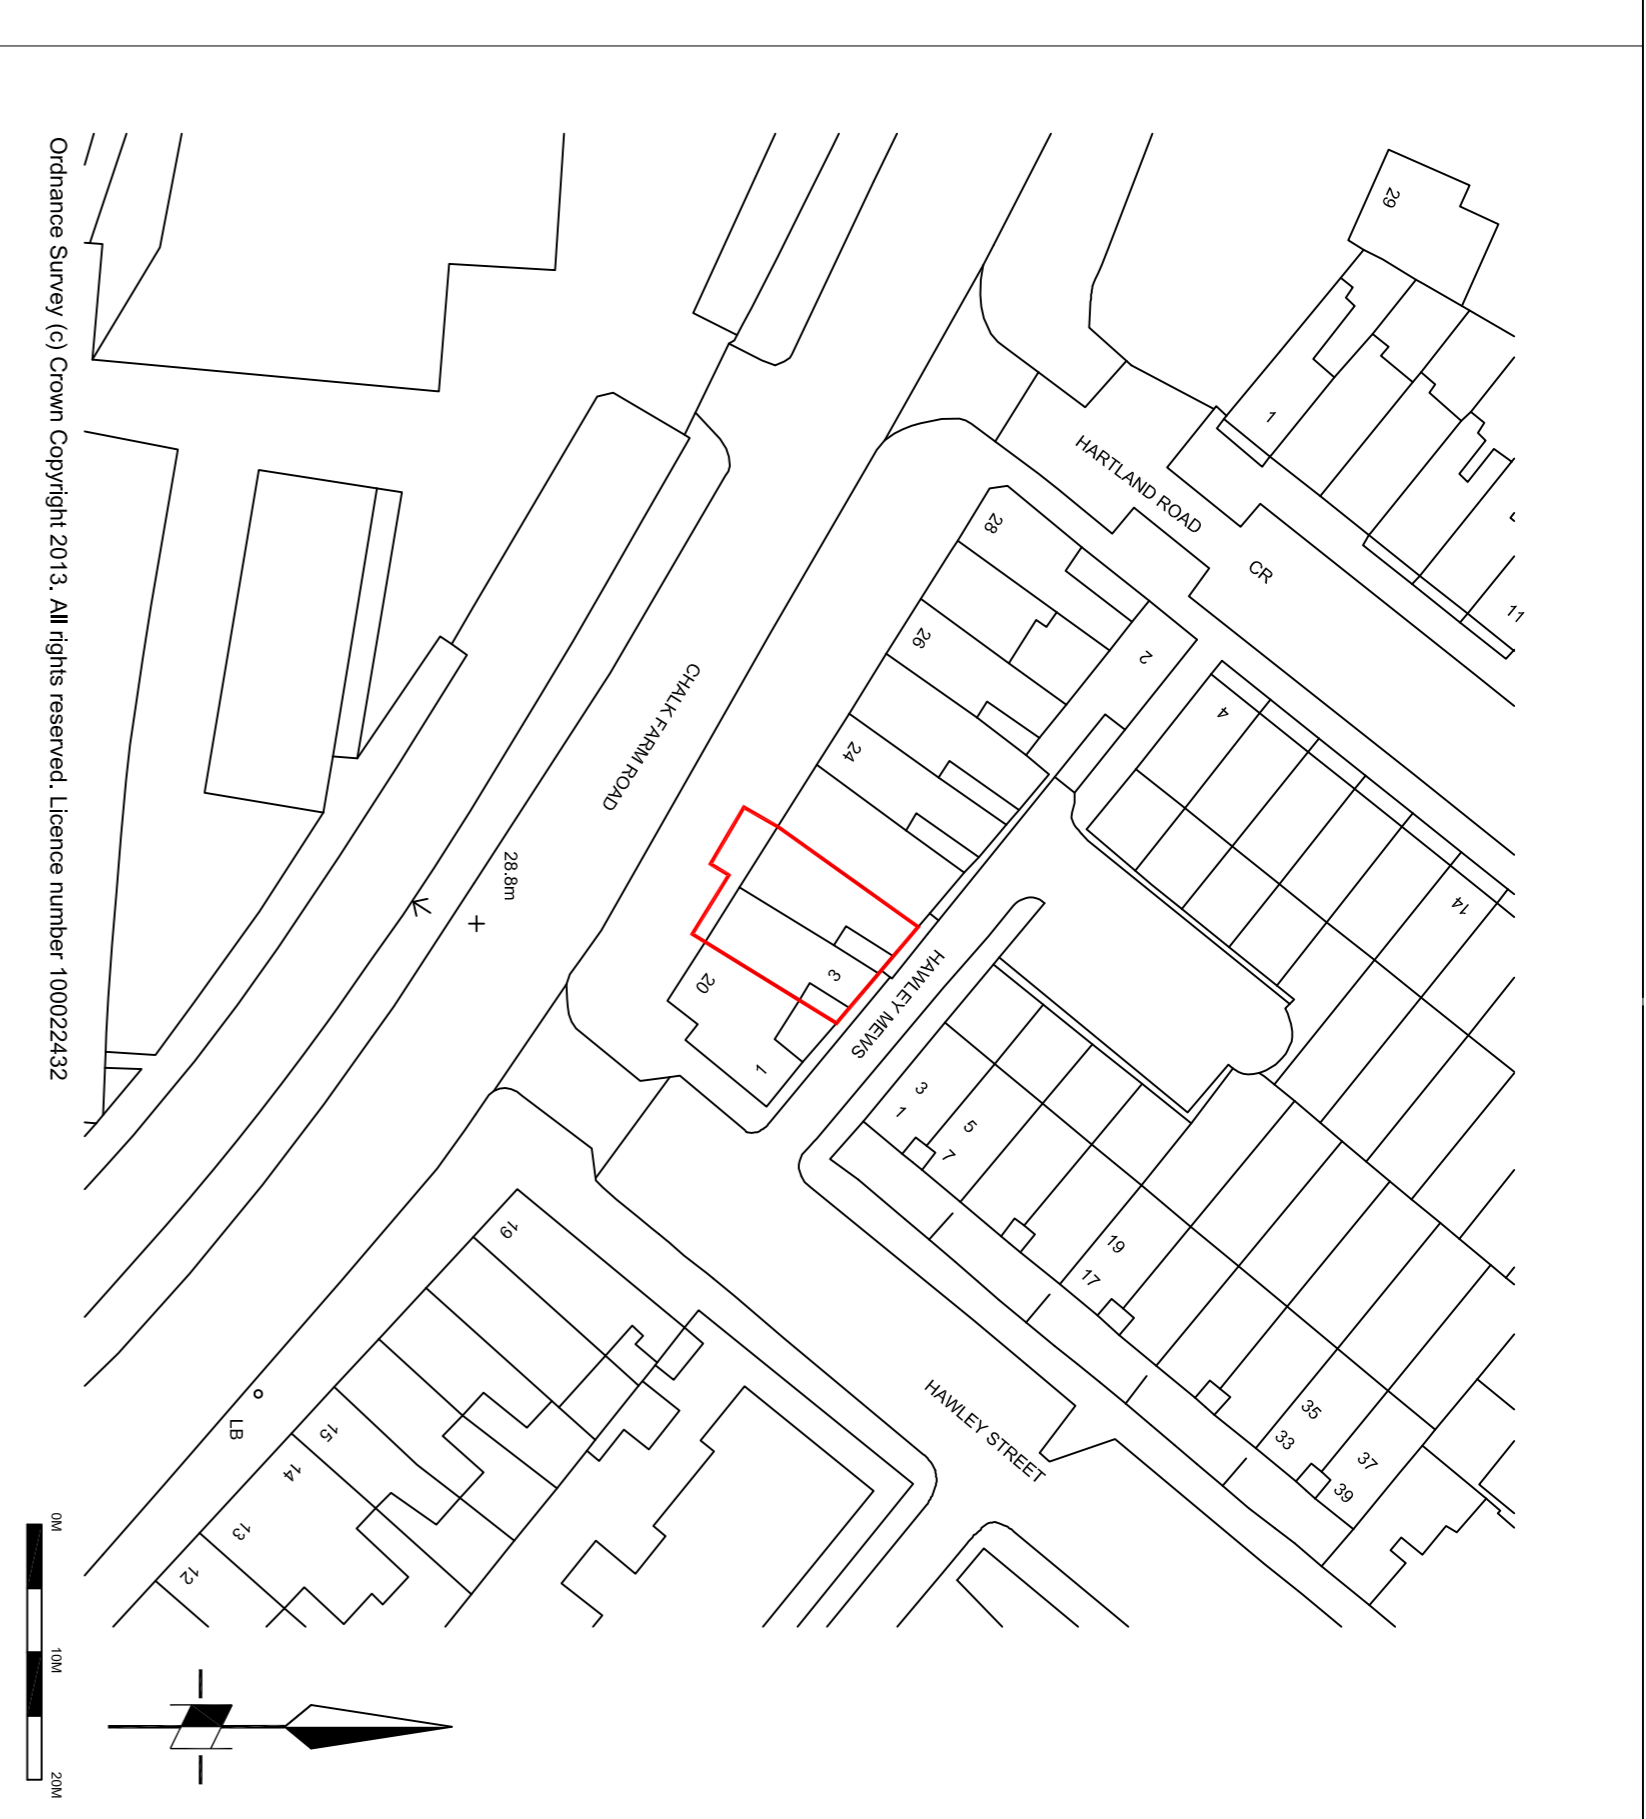 29
1
HARTLAND ROAD
CR
11
28
26
24
2
4
14
CHALK FARM ROAD
28.8m
20
3
1
HAWLEY MEWS
3
1
5
7
19
17
35
33
37
39
HAWLEY STREET
19
15
14
13
12
LB
0M
10M
20M
Ordnance Survey (c) Crown Copyright 2013. All rights reserved. Licence number 100022432